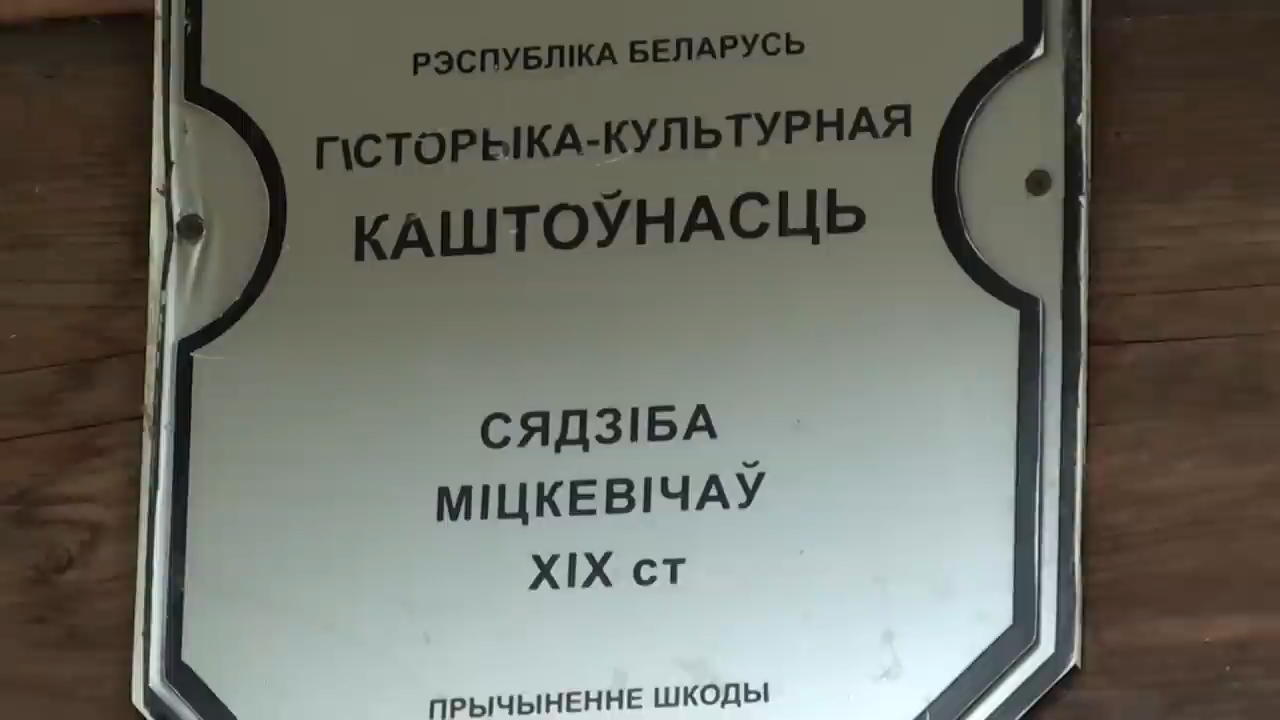 РЭСПУБЛІКА БЕЛАРУСЬ
ГІСТОРЫКА-КУЛЬТУРНАЯ
КАШТОЎНАСЦЬ
СЯДЗІБА
МІЦКЕВІЧАЎ
XIX ст
ПРЫЧЫНЕННЕ ШКОДЫ